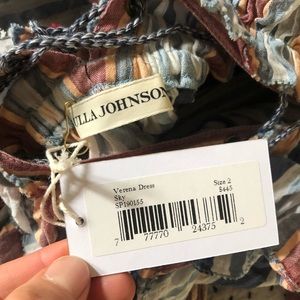 ULLA JOHNSON
Verena Dress
Size 2
Sky
$445
SP190155
7 77770 24375 2